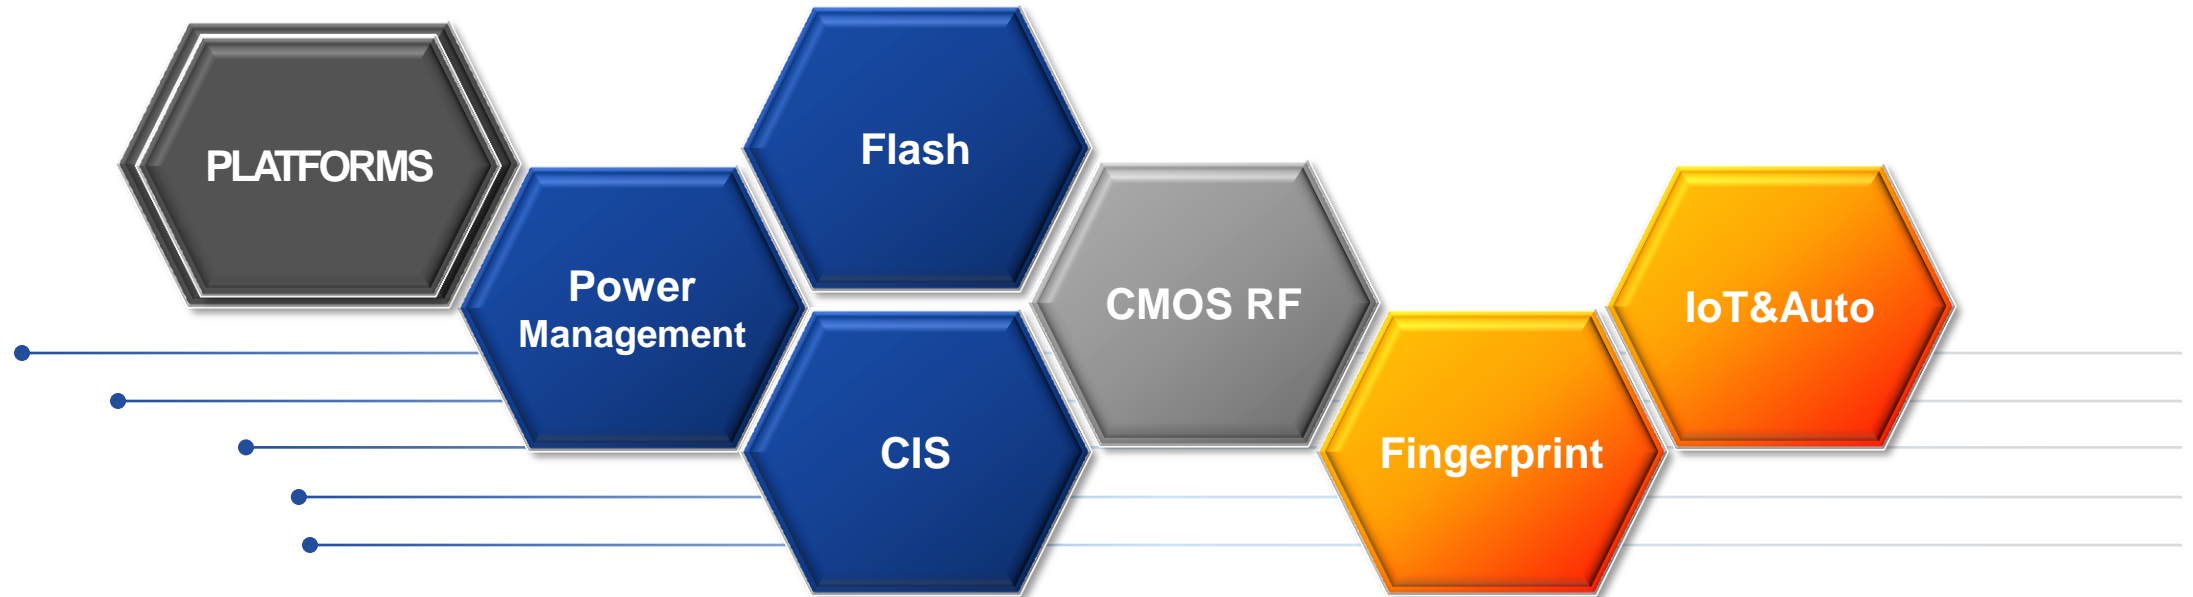 PLATFORMS
Power
Management
Flash
CIS
CMOS RF
Fingerprint
IoT&Auto